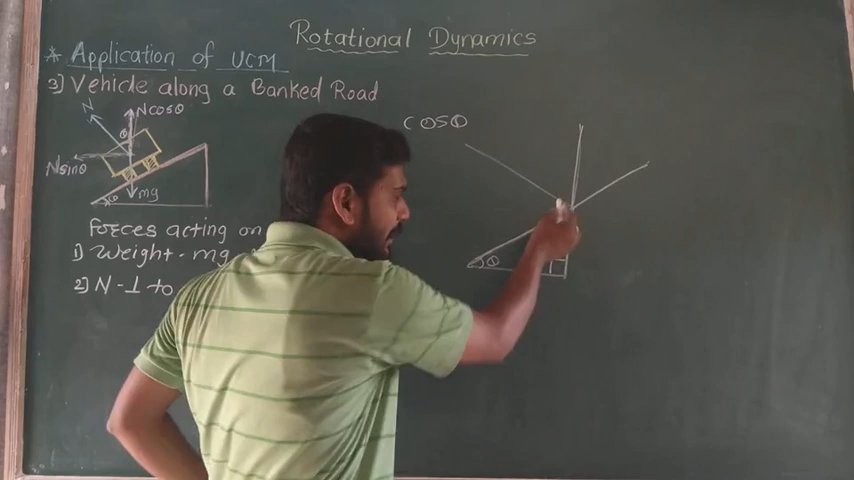 Rotational Dynamics
* Application of UCM
3] Vehicle along a Banked Road
N
Ncosθ
θ
Nsinθ
mg
θ
Forces acting on
1) Weight - mg
2] N - ⊥ to
cosθ
θ